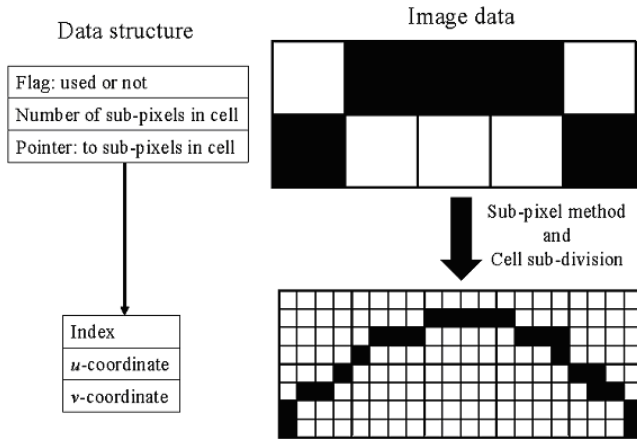 Data structure
Flag: used or not
Number of sub-pixels in cell
Pointer: to sub-pixels in cell
Index
u-coordinate
v-coordinate
Image data
Sub-pixel method
and
Cell sub-division